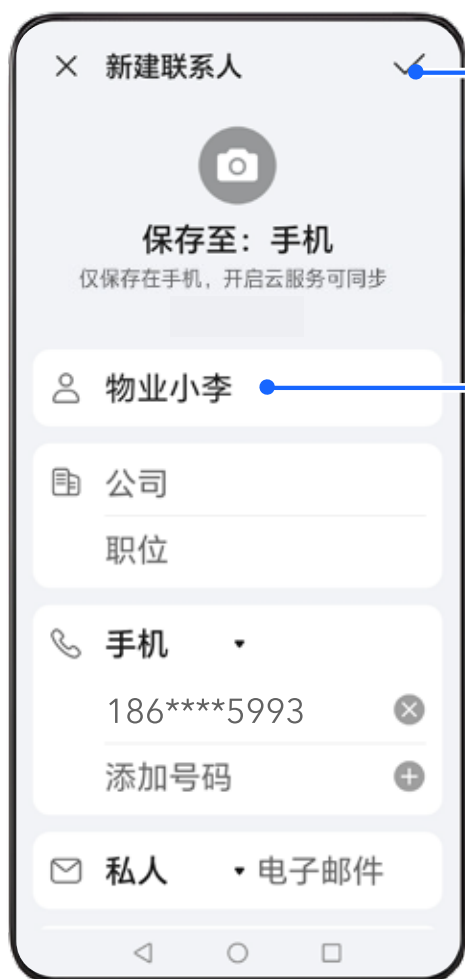 新建联系人
保存至：手机
仅保存在手机，开启云服务可同步
物业小李
公司
职位
手机
186****5993
添加号码
私人 电子邮件